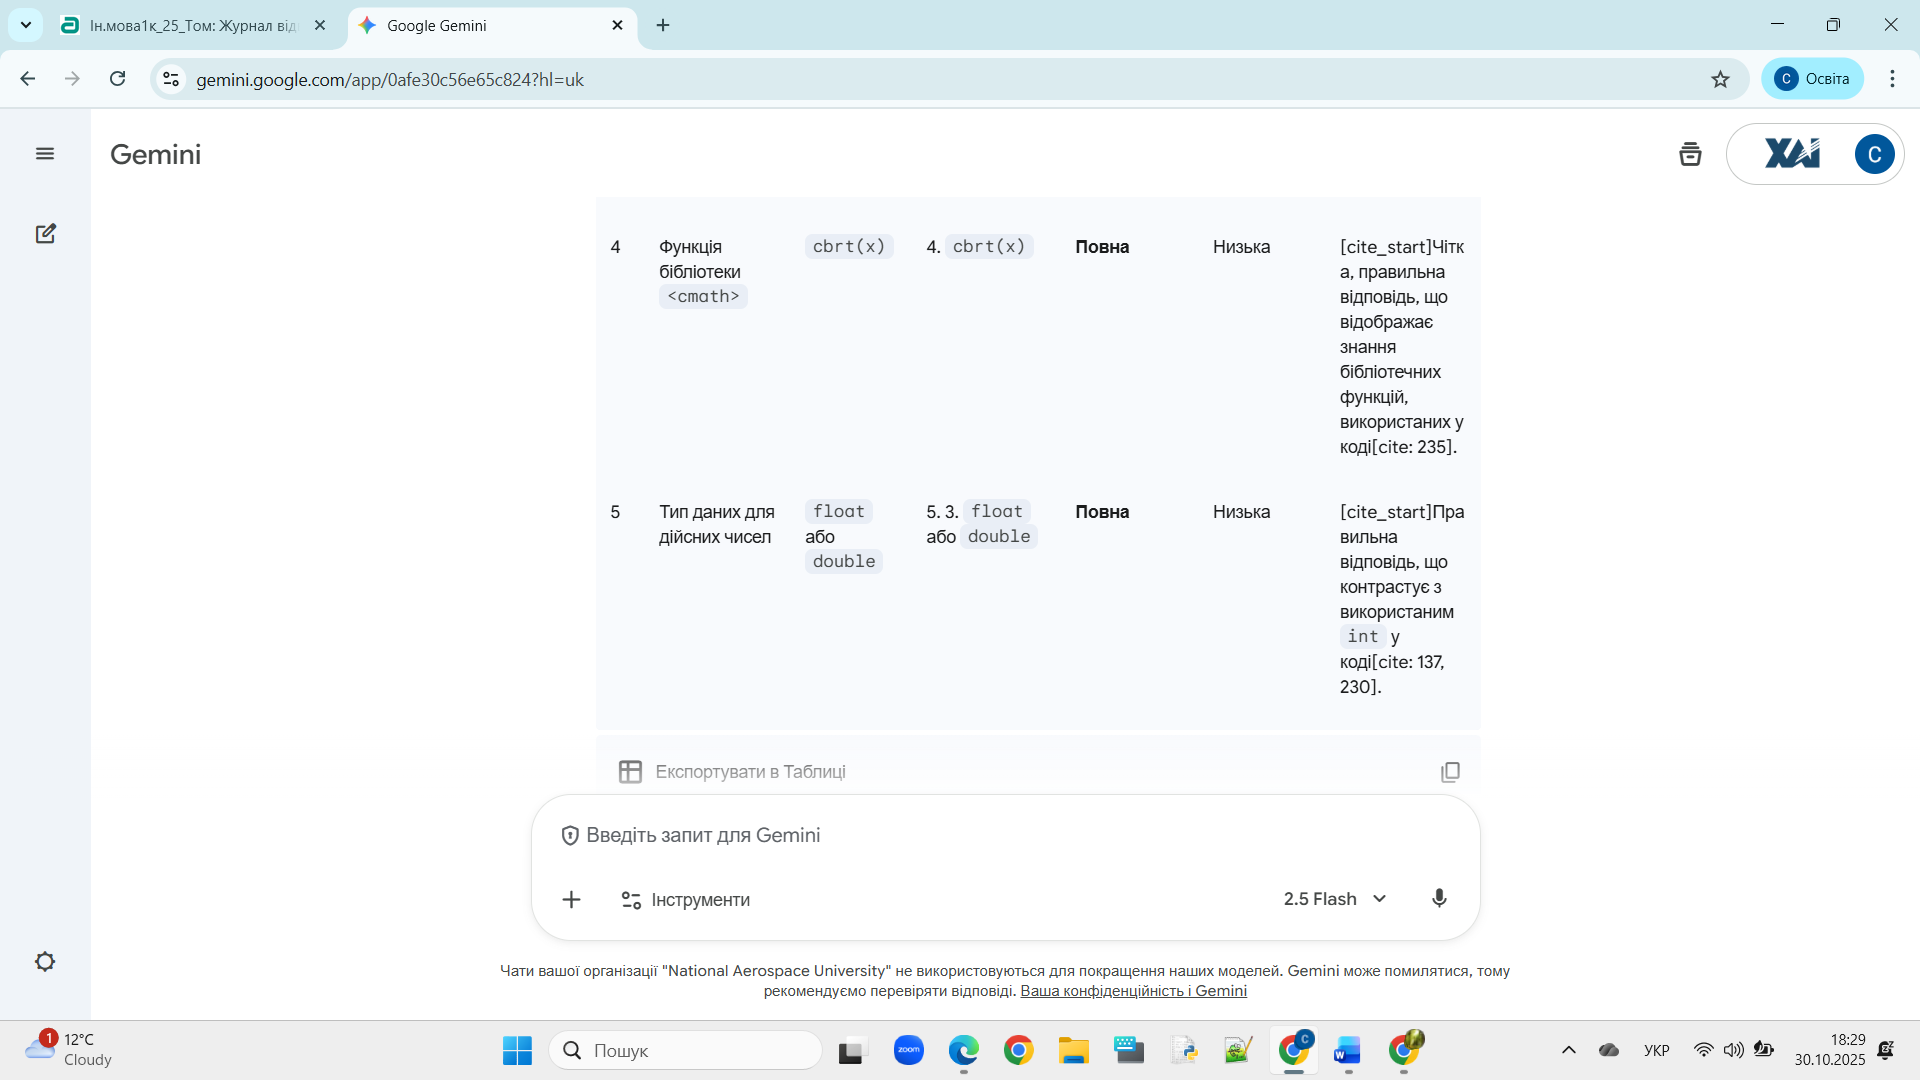 Ін.мова1к_25_Том: Журнал від
Google Gemini
gemini.google.com/app/0afe30c56e65c824?hl=uk
C Освіта
Gemini
XAI
C
4 Функція cbrt(x) 4. cbrt(x) Повна Низька [cite_start]Чітк
бібліотеки а, правильна
<cmath> відповідь, що
відображає
знання
бібліотечних
функцій,
використаних у
коді[cite: 235].
5 Тип даних для float 5. 3. float Повна Низька [cite_start]Пра
дійсних чисел або або double вильна
double відповідь, що
контрастує з
використаним
int у
коді[cite: 137,
230].
Експортувати в Таблиці
Введіть запит для Gemini
Інструменти
2.5 Flash
Чати вашої організації "National Aerospace University" не використовуються для покращення наших моделей. Gemini може помилятися, тому
рекомендуємо перевіряти відповіді. Ваша конфіденційність і Gemini
1
12°C
Cloudy
Пошук
zoom
C
W
УКР
18:29
30.10.2025